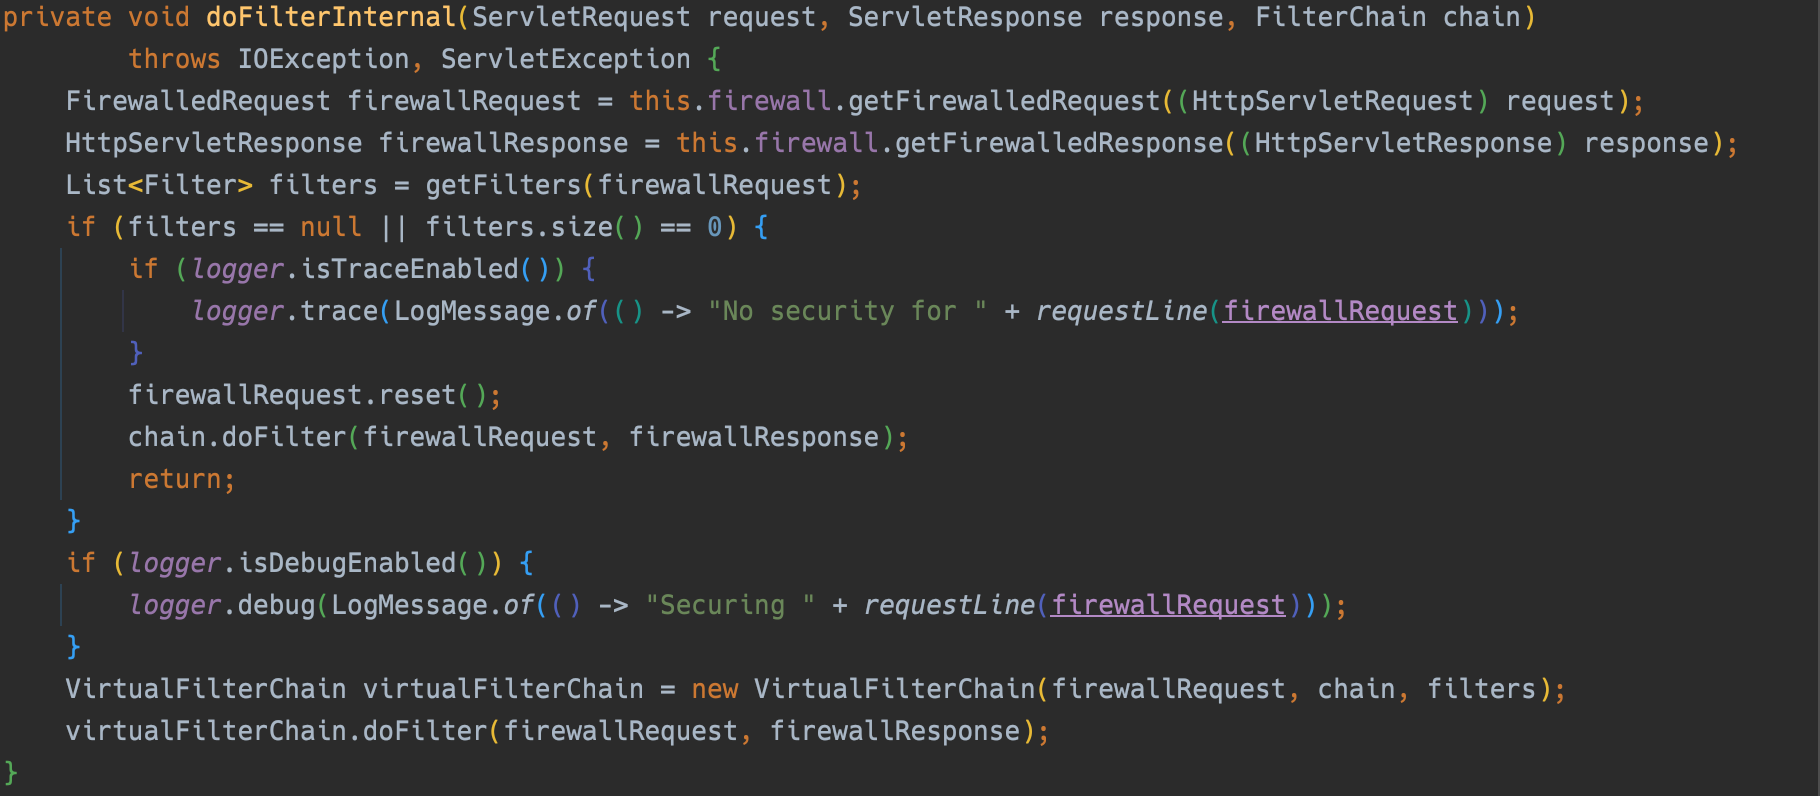 private void doFilterInternal(ServletRequest request, ServletResponse response, FilterChain chain)
        throws IOException, ServletException {
    FirewalledRequest firewallRequest = this.firewall.getFirewalledRequest((HttpServletRequest) request);
    HttpServletResponse firewallResponse = this.firewall.getFirewalledResponse((HttpServletResponse) response);
    List<Filter> filters = getFilters(firewallRequest);
    if (filters == null || filters.size() == 0) {
        if (logger.isTraceEnabled()) {
            logger.trace(LogMessage.of(() -> "No security for " + requestLine(firewallRequest)));
        }
        firewallRequest.reset();
        chain.doFilter(firewallRequest, firewallResponse);
        return;
    }
    if (logger.isDebugEnabled()) {
        logger.debug(LogMessage.of(() -> "Securing " + requestLine(firewallRequest)));
    }
    VirtualFilterChain virtualFilterChain = new VirtualFilterChain(firewallRequest, chain, filters);
    virtualFilterChain.doFilter(firewallRequest, firewallResponse);
}